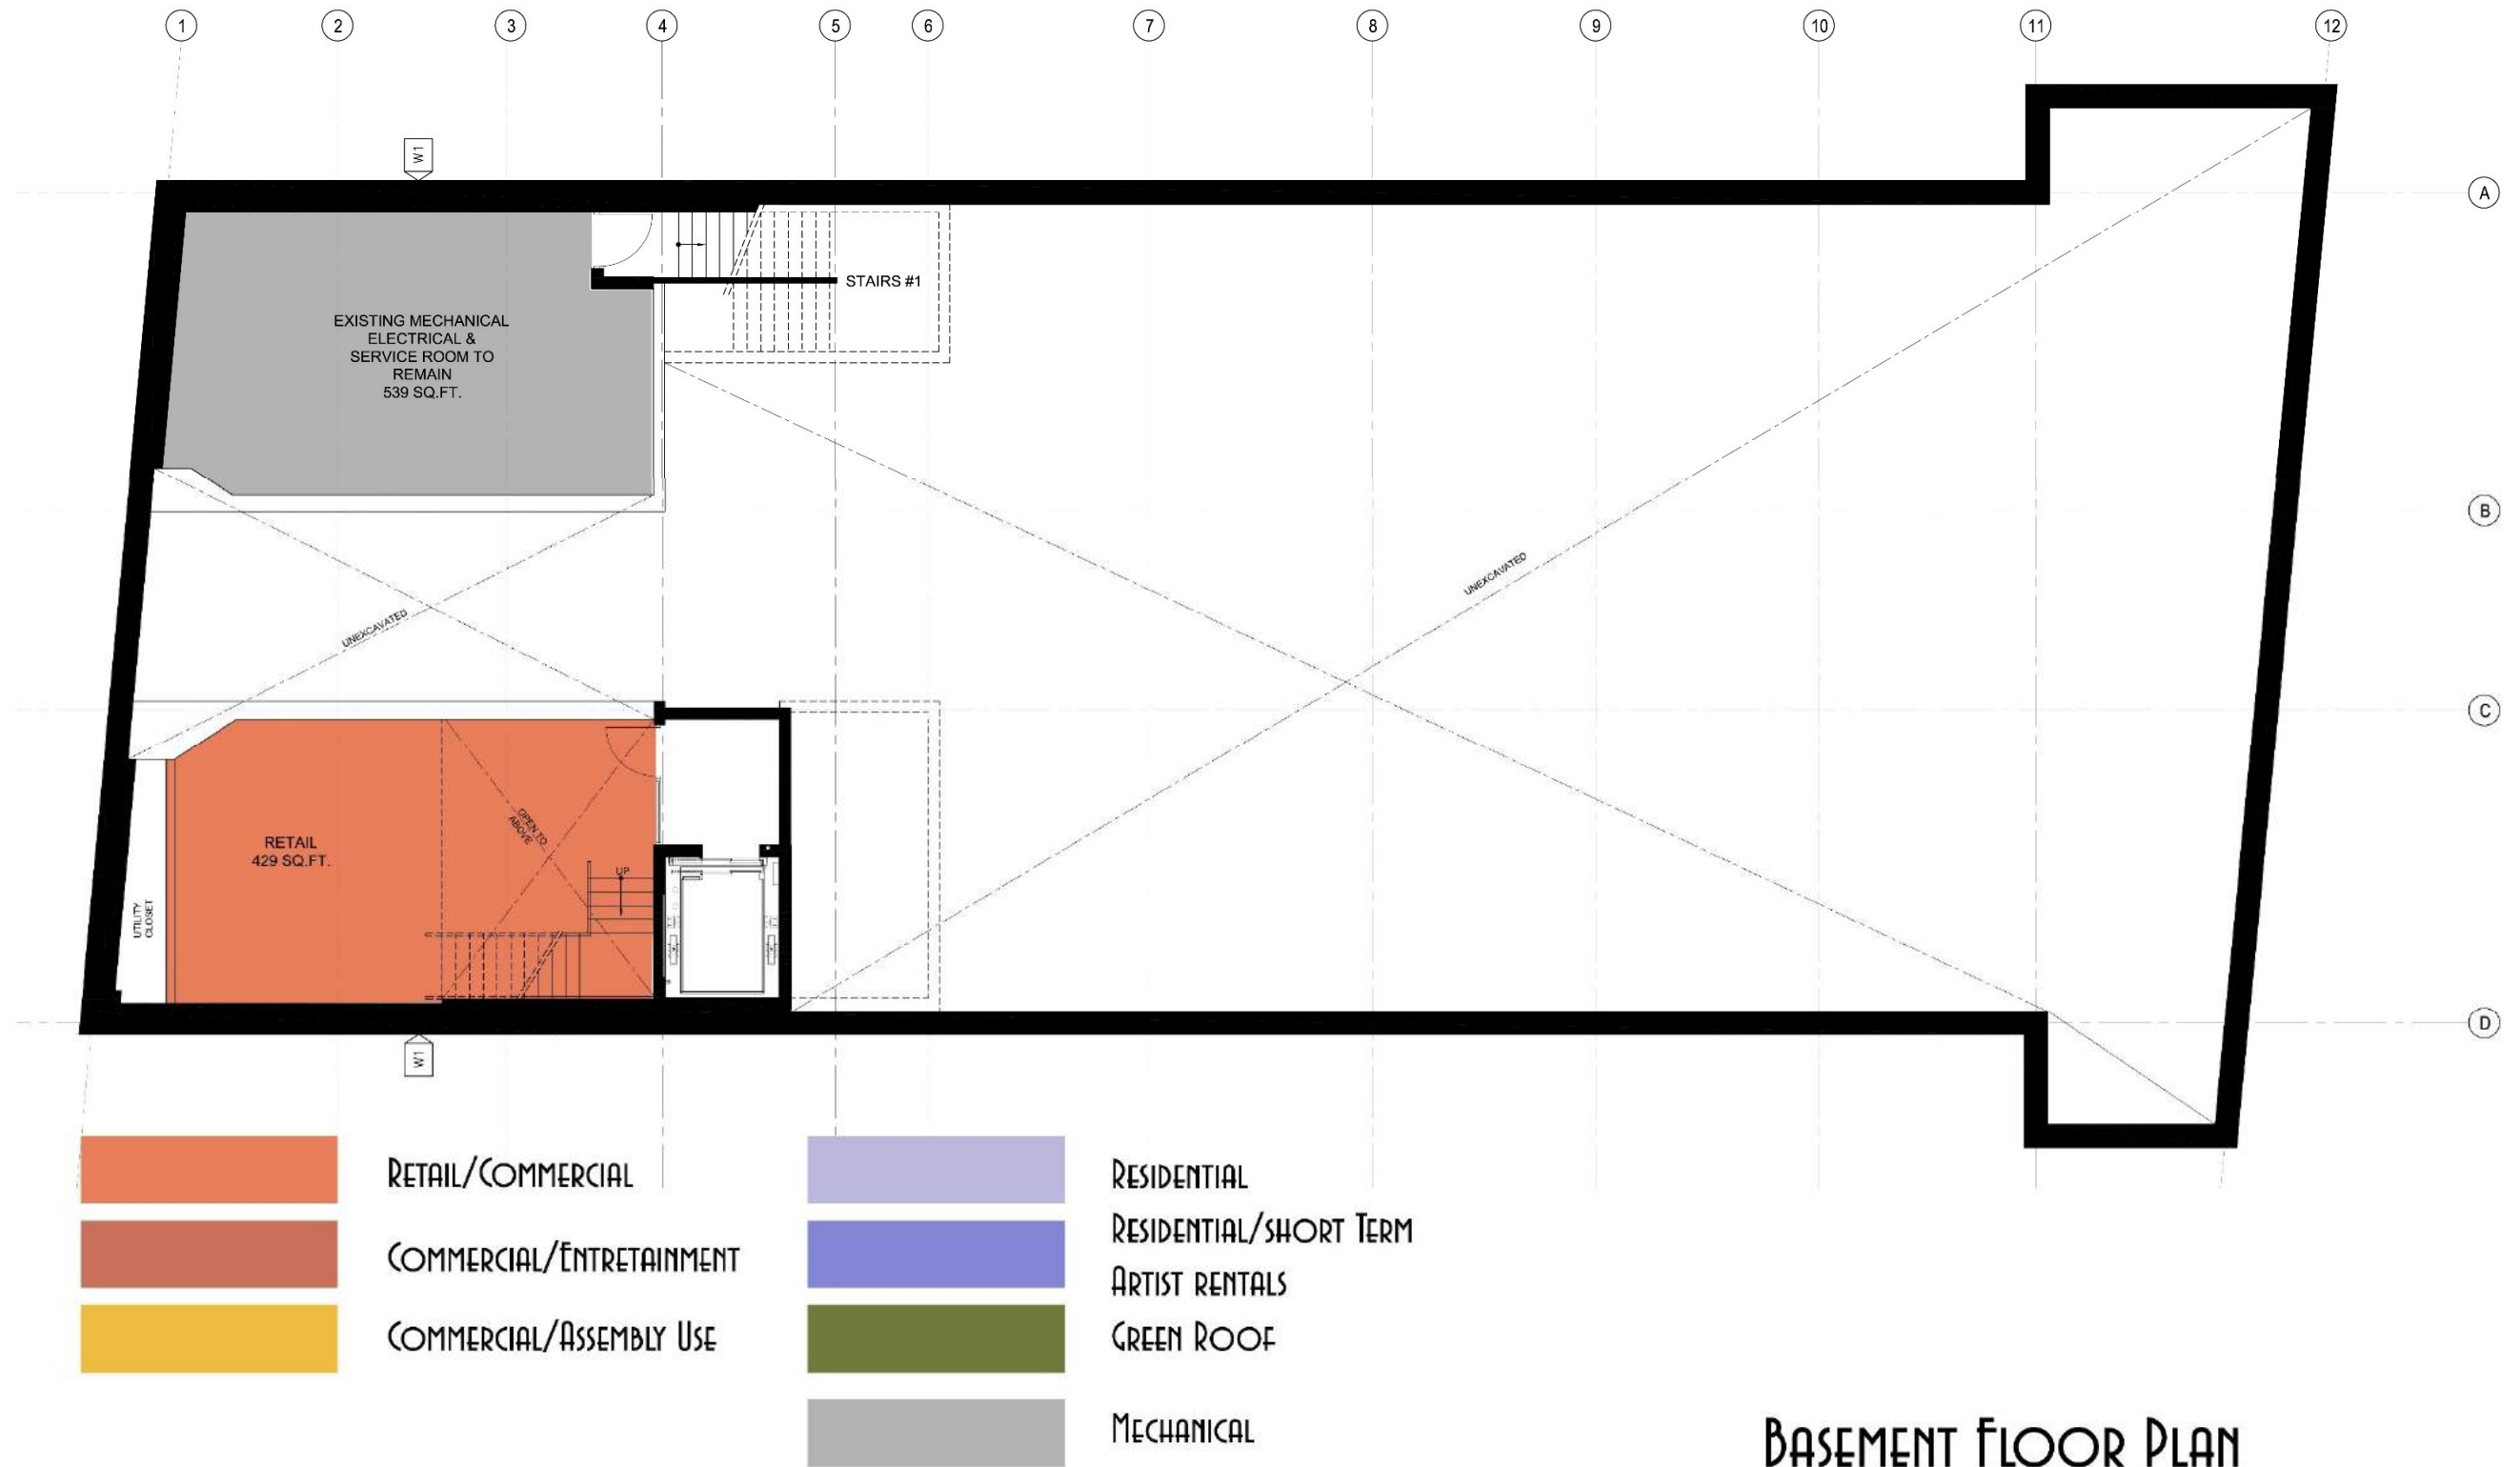 1 2 3 4 5 6 7 8 9 10 11 12
W1
A
STAIRS #1
EXISTING MECHANICAL
ELECTRICAL &
SERVICE ROOM TO
REMAIN
539 SQ.FT.
B
UNEXCAVATED
UNEXCAVATED
C
OPEN TO
ABOVE
RETAIL
429 SQ.FT.
UP
UTILITY
CLOSET
D
W1
RETAIL/COMMERCIAL
COMMERCIAL/ENTRETAINMENT
COMMERCIAL/ASSEMBLY USE
RESIDENTIAL
RESIDENTIAL/SHORT TERM
ARTIST RENTALS
GREEN ROOF
MECHANICAL
BASEMENT FLOOR PLAN